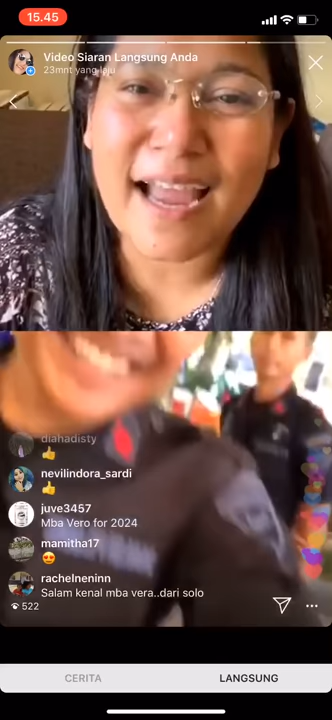 15.45
Video Siaran Langsung Anda
23mnt yang lalu
diahadisty
👍
nevilindora_sardi
👍
juve3457
Mba Vero for 2024
mamitha17
😍
rachelneninn
Salam kenal mba vera..dari solo
522
CERITA
LANGSUNG